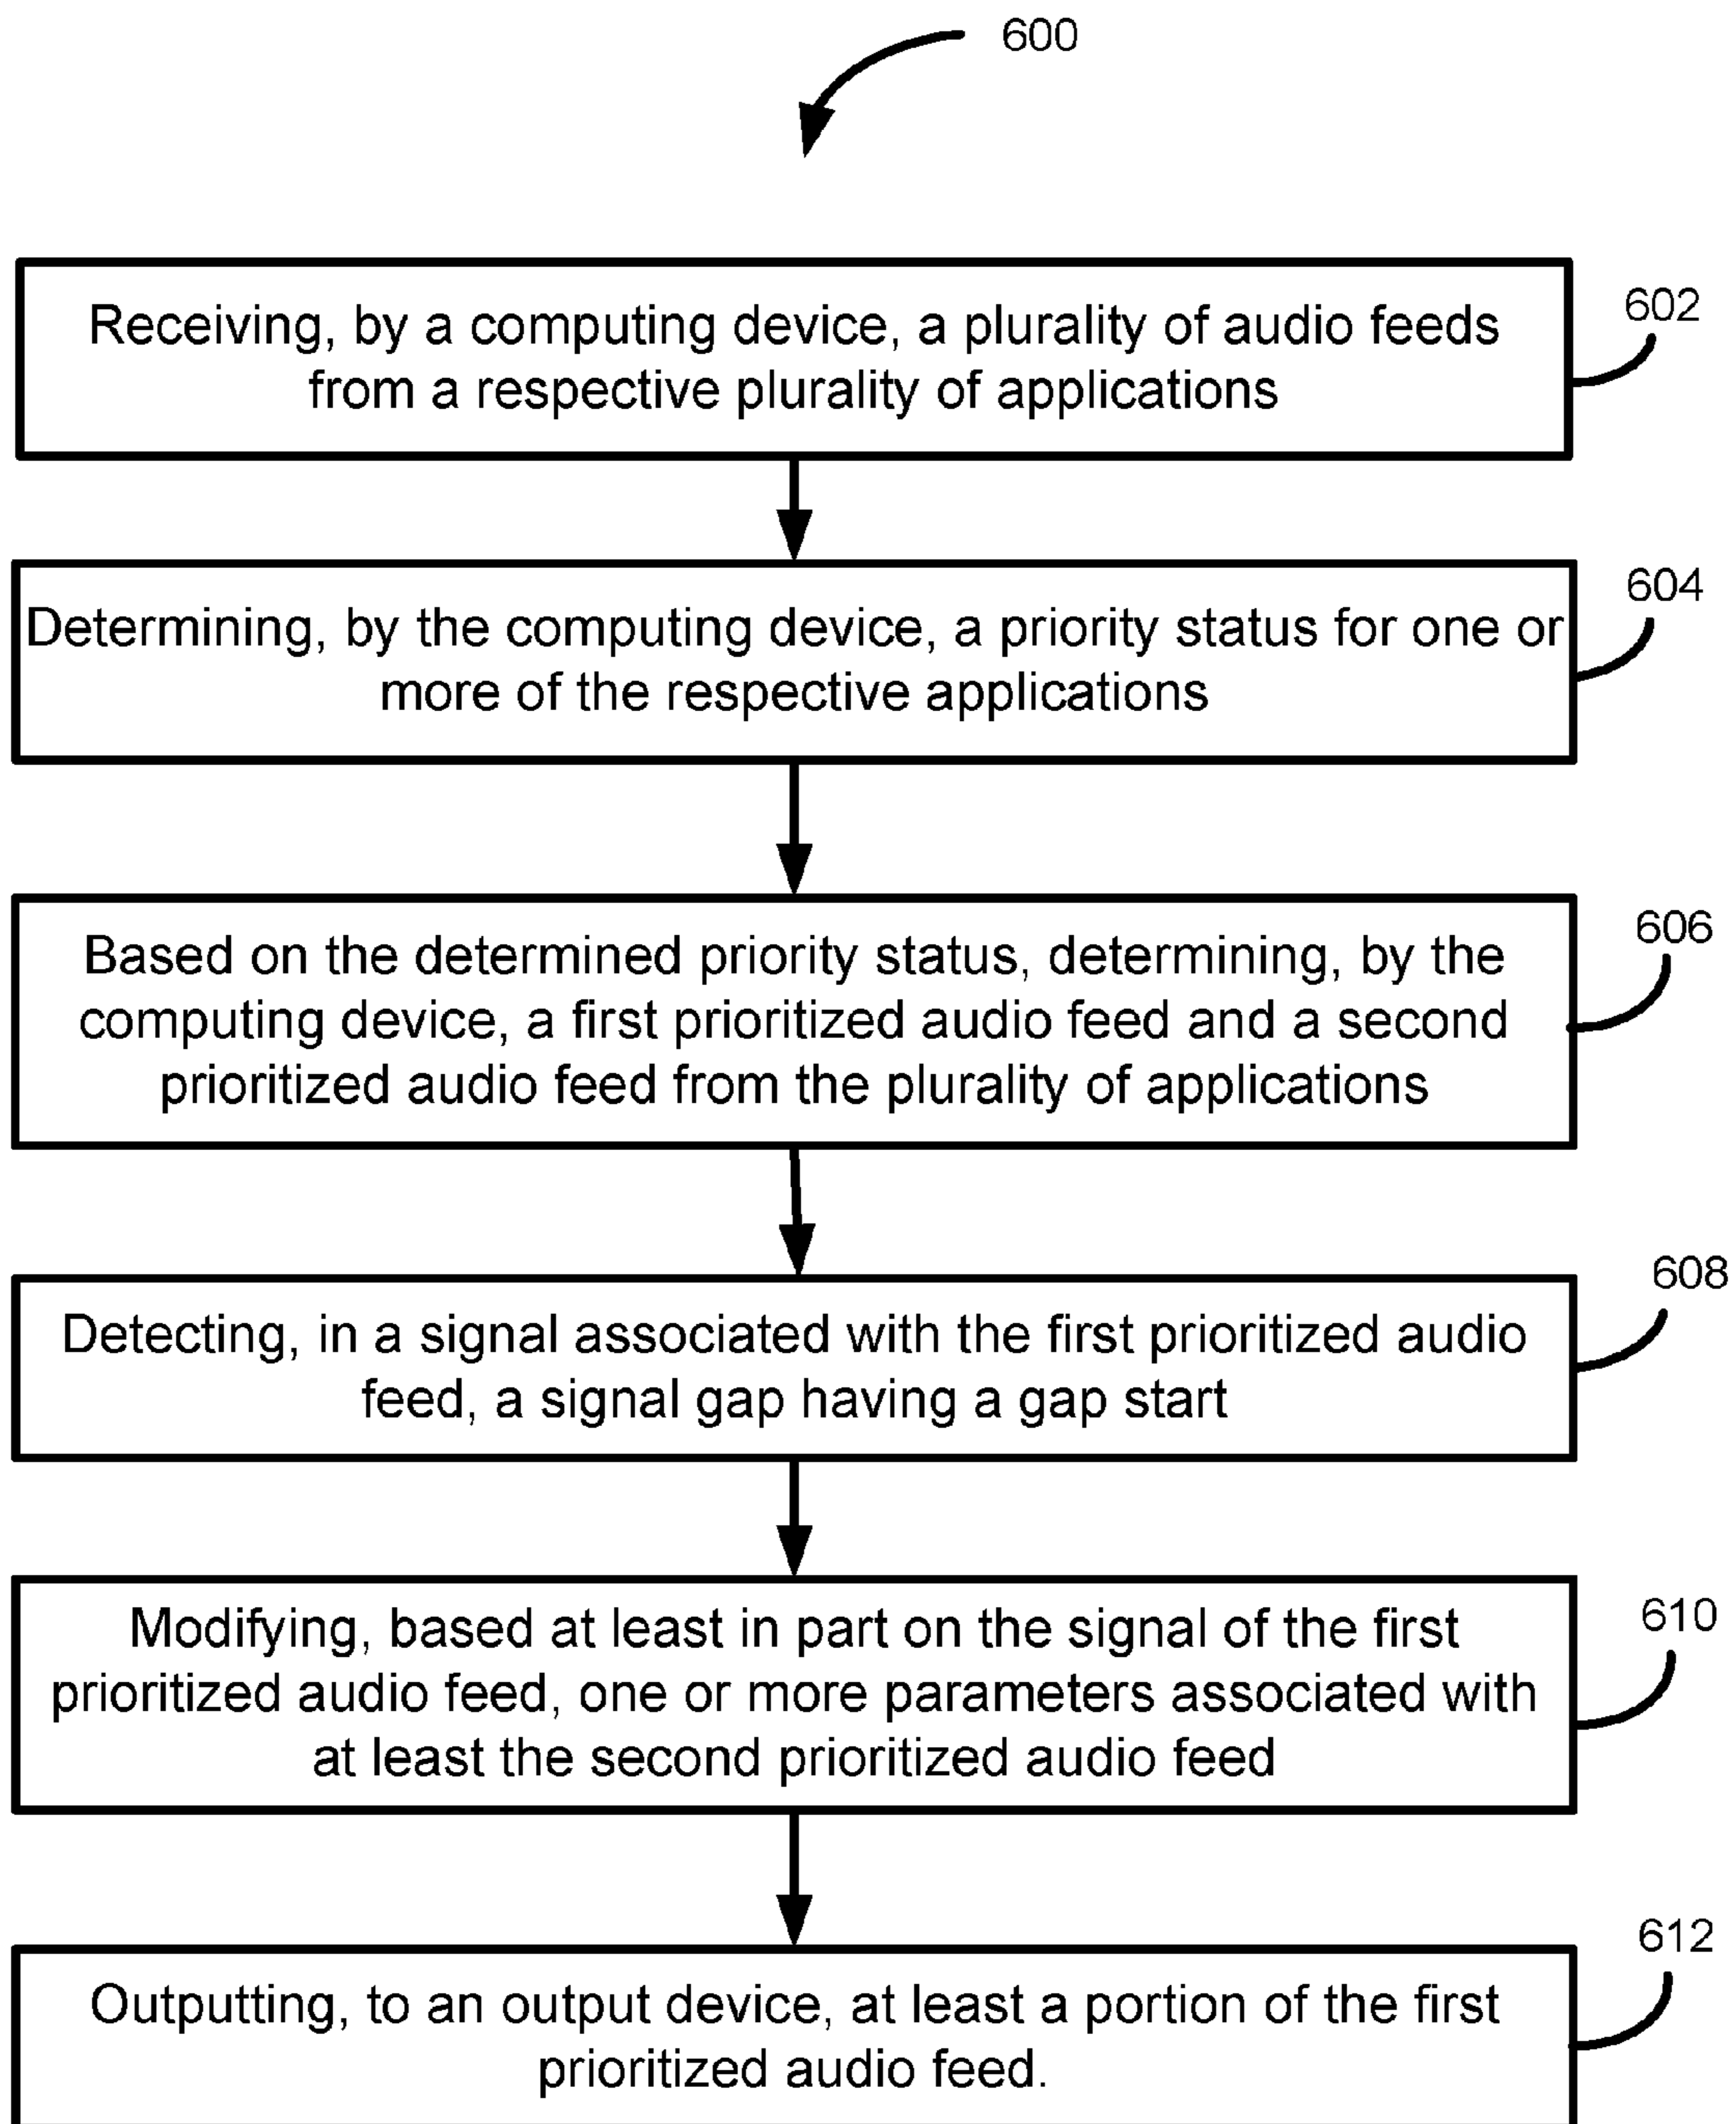 600
Receiving, by a computing device, a plurality of audio feeds
from a respective plurality of applications
602
Determining, by the computing device, a priority status for one or
more of the respective applications
604
Based on the determined priority status, determining, by the
computing device, a first prioritized audio feed and a second
prioritized audio feed from the plurality of applications
606
Detecting, in a signal associated with the first prioritized audio
feed, a signal gap having a gap start
608
Modifying, based at least in part on the signal of the first
prioritized audio feed, one or more parameters associated with
at least the second prioritized audio feed
610
Outputting, to an output device, at least a portion of the first
prioritized audio feed.
612